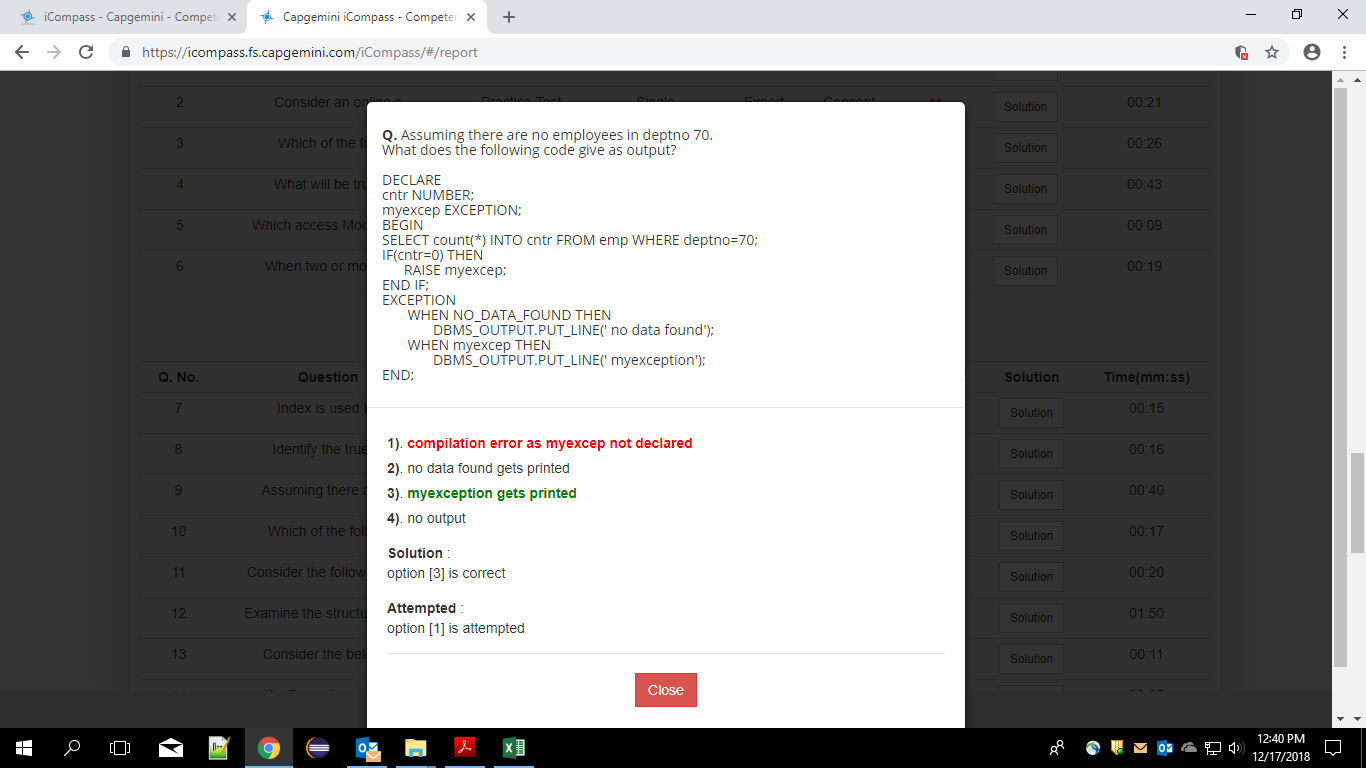 iCompass - Capgemini - Compet
Capgemini iCompass - Competen
https://icompass.fs.capgemini.com/iCompass/#/report
2 Consider an online s Practice Test Single Expert Concept Solution 00:21
3 Which of the f Solution 00:26
4 What will be tru Solution 00:43
5 Which access Mod Solution 00:09
6 When two or mo Solution 00:19
Q. No. Question Solution Time(mm:ss)
7 Index is used Solution 00:15
8 Identify the true Solution 00:16
9 Assuming there a Solution 00:40
10 Which of the foll Solution 00:17
11 Consider the follow Solution 00:20
12 Examine the structu Solution 01:50
13 Consider the bel Solution 00:11
Q. Assuming there are no employees in deptno 70.
What does the following code give as output?
DECLARE
cntr NUMBER;
myexcep EXCEPTION;
BEGIN
SELECT count(*) INTO cntr FROM emp WHERE deptno=70;
IF(cntr=0) THEN
RAISE myexcep;
END IF;
EXCEPTION
WHEN NO_DATA_FOUND THEN
DBMS_OUTPUT.PUT_LINE(' no data found');
WHEN myexcep THEN
DBMS_OUTPUT.PUT_LINE(' myexception');
END;
1). compilation error as myexcep not declared
2). no data found gets printed
3). myexception gets printed
4). no output
Solution :
option [3] is correct
Attempted :
option [1] is attempted
Close
12:40 PM
12/17/2018